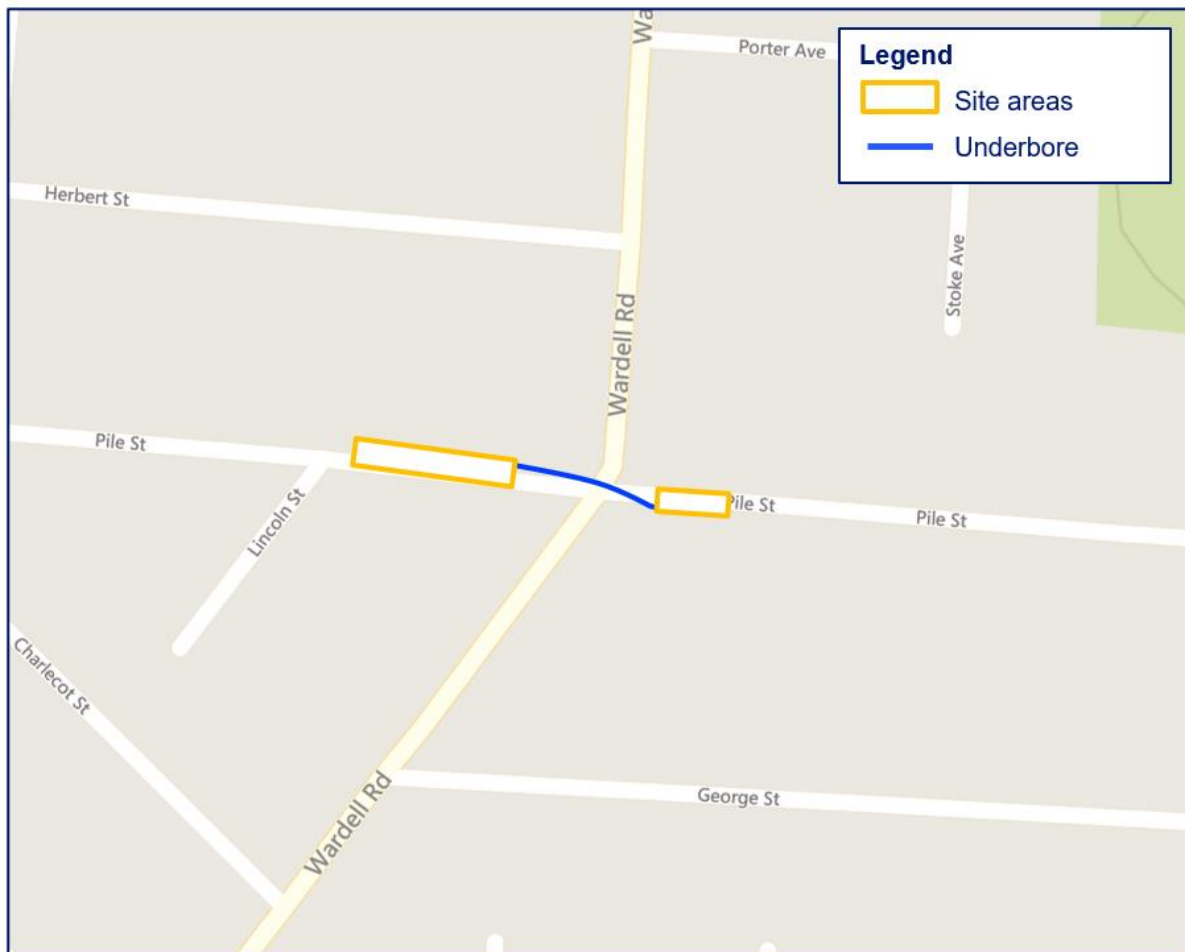 Wa
Porter Ave
Legend
Site areas
Underbore
Herbert St
Stoke Ave
Wardell Rd
Pile St
Pile St
Pile St
Lincoln St
Charlecot St
Wardell Rd
George St